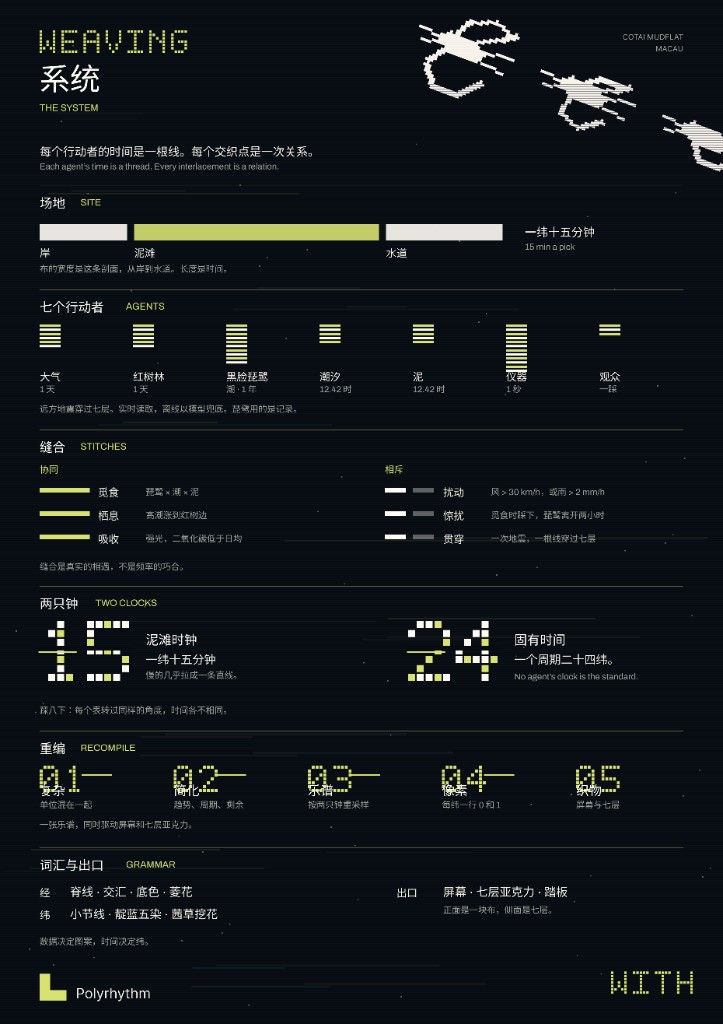 WEAVING
COTAI MUDFLAT
MACAU
系统
THE SYSTEM
每个行动者的时间是一根线。每个交织点是一次关系。
Each agent's time is a thread. Every interlacement is a relation.
场地 SITE
一纬十五分钟
15 min a pick
岸 泥滩 水道
布的宽度是这条剖面，从岸到水道。长度是时间。
七个行动者 AGENTS
大气 红树林 黑脸琵鹭 潮汐 泥 仪器 观众
1 天 1 天 潮 · 1 年 12.42 时 12.42 时 1 秒 一踩
远方地震穿过七层。实时读取，离线以模型兜底。琵鹭用的是记录。
缝合 STITCHES
协同 相斥
觅食 琵鹭 × 潮 × 泥 扰动 风 > 30 km/h，或雨 > 2 mm/h
栖息 高潮涨到红树边 惊扰 觅食时踩下，琵鹭离开两小时
吸收 强光，二氧化碳低于日均 贯穿 一次地震，一根线穿过七层
缝合是真实的相遇，不是频率的巧合。
两只钟 TWO CLOCKS
15 泥滩时钟 24 固有时间
一纬十五分钟 一个周期二十四纬。
慢的几乎拉成一条直线。 No agent's clock is the standard.
踩八下：每个表转过同样的角度，时间各不相同。
重编 RECOMPILE
01 02 03 04 05
复杂 简化 乐谱 像素 织物
单位混在一起 趋势、周期、剩余 按两只钟重采样 每纬一行 0 和 1 屏幕与七层
一张乐谱，同时驱动屏幕和七层亚克力。
词汇与出口 GRAMMAR
经 脊线 · 交汇 · 底色 · 菱花 出口 屏幕 · 七层亚克力 · 踏板
正面是一块布，侧面是七层。
纬 小节线 · 靛蓝五染 · 茜草挖花
数据决定图案，时间决定纬。
Polyrhythm
WITH